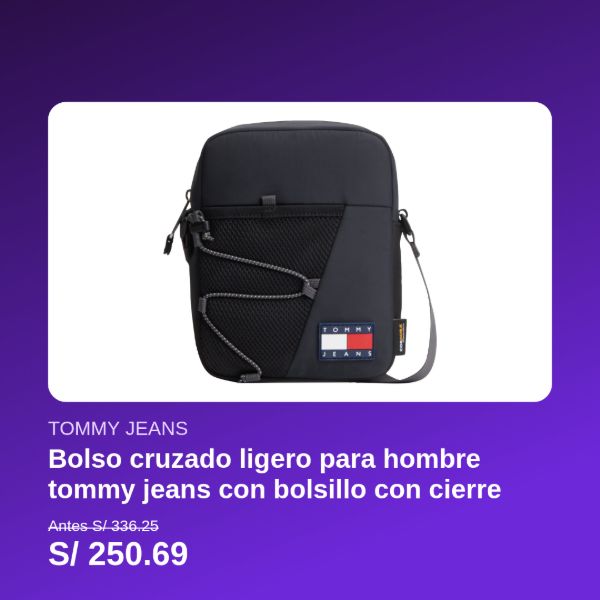 TOMMY
JEANS
TOMMY JEANS
Bolso cruzado ligero para hombre
tommy jeans con bolsillo con cierre
Antes S/ 336.25
S/ 250.69